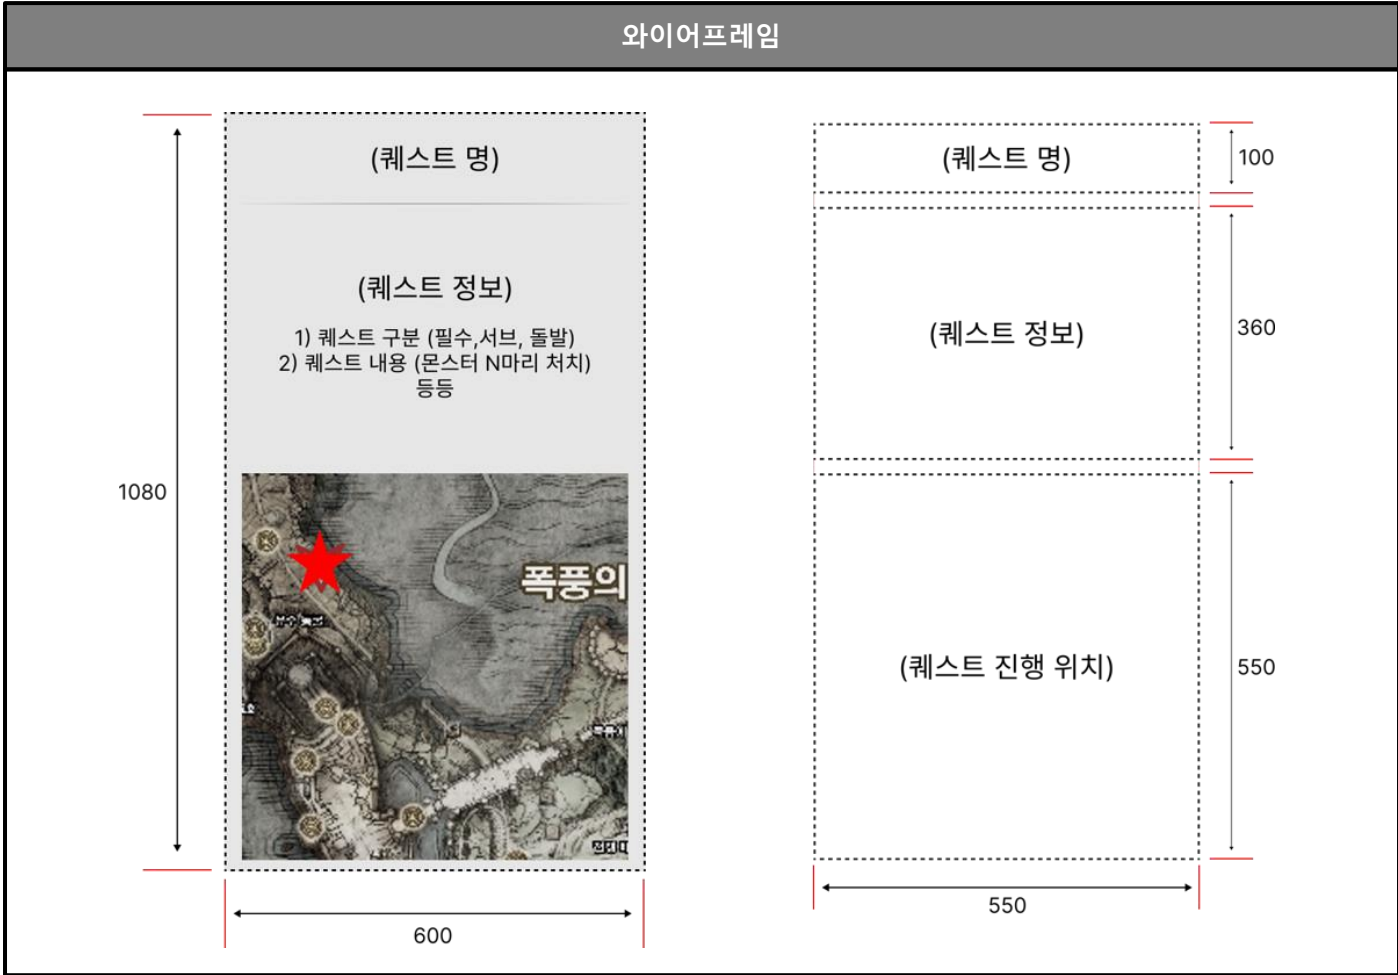 와이어프레임
(퀘스트 명)
(퀘스트 정보)
1) 퀘스트 구분 (필수,서브, 돌발)
2) 퀘스트 내용 (몬스터 N마리 처치)
등등
폭풍의
1080
600
(퀘스트 명)
100
(퀘스트 정보)
360
(퀘스트 진행 위치)
550
550